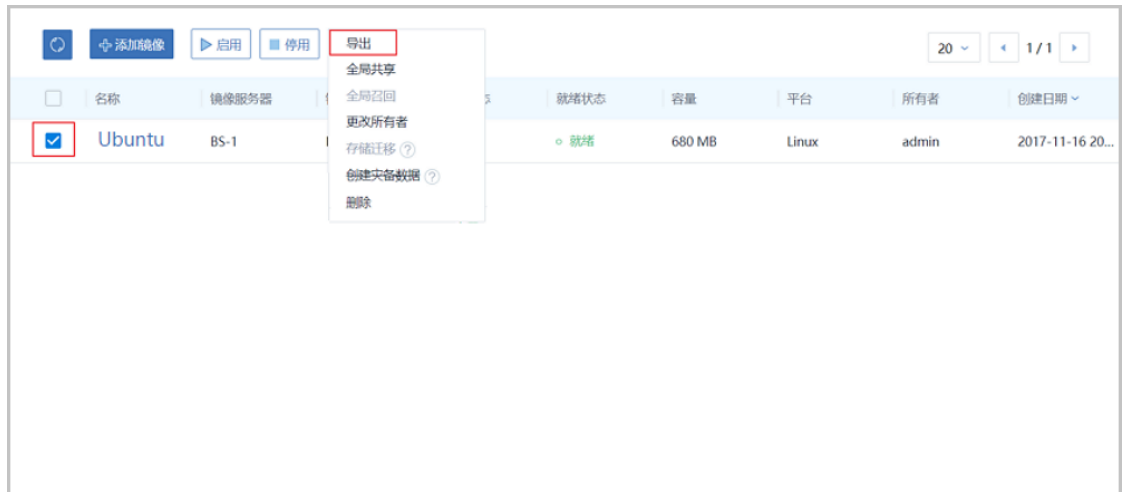 添加镜像 启用 停用 导出 20 1 / 1
全局共享
名称 镜像服务器 全局召回 就绪状态 容量 平台 所有者 创建日期
更改所有者
Ubuntu BS-1 就绪 680 MB Linux admin 2017-11-16 20...
存储迁移 ?
创建灾备数据 ?
删除